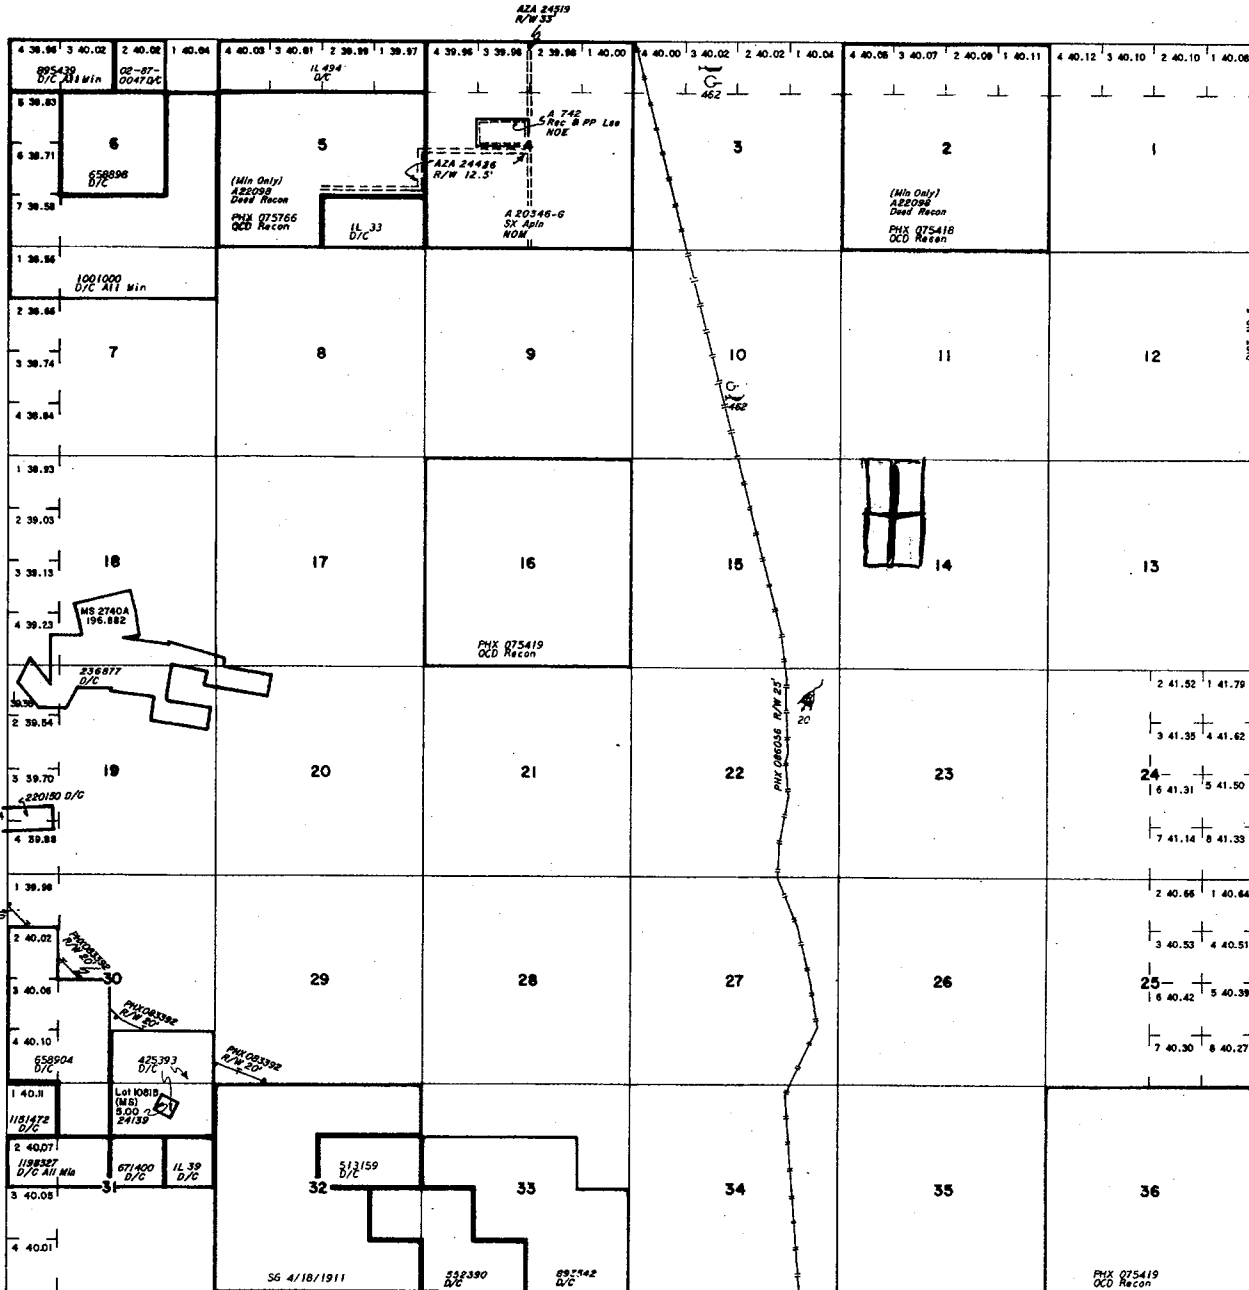 AZA 24519
R/W 33'
4 39.98 3 40.02 2 40.02 1 40.04 4 40.03 3 40.01 2 39.99 1 39.97 4 39.96 3 39.98 2 39.98 1 40.00 4 40.00 3 40.02 2 40.02 1 40.04 4 40.05 3 40.07 2 40.09 1 40.11 4 40.12 3 40.10 2 40.10 1 40.08
895439
D/C All Min
02-87-
0047D/C
IL 494
D/C
G
462
5 38.63
6 38.71
7 38.58
6
658898
D/C
5
(Min Only)
A22098
Deed Recon
PHX 075766
OCD Recon
IL 33
D/C
A 742
Rec & PP Lse
NOE
4
AZA 24426
R/W 12.5'
A 20346-G
SX Apln
NOM
3
2
(Min Only)
A22098
Deed Recon
PHX 075418
OCD Recon
1
1 38.56
1001000
D/C All Min
2 38.66
3 38.74
4 38.84
7
8
9
10
G
462
11
12
1 38.93
2 39.03
3 39.13
4 39.23
18
17
16
15
14
13
MS 2740A
196.882
PHX 075419
OCD Recon
236877
D/C
2 39.54
3 39.70
4 39.88
19
20
21
22
23
24
220150 D/C
PHX 086056 R/W 25'
20
2 41.52 1 41.79
3 41.35 4 41.62
6 41.31 5 41.50
7 41.14 8 41.33
1 39.98
2 40.02
3 40.06
4 40.10
PHX083392
R/W 20'
30
29
28
27
26
25
2 40.66 1 40.64
3 40.53 4 40.51
6 40.42 5 40.39
7 40.30 8 40.27
PHX083392
R/W 20'
PHX083392
R/W 20'
658904
D/C
425393
D/C
1 40.11
1151472
D/C
Lot 10618
(MS)
5.00
24139
2 40.07
1198327
D/C All Min
671400
D/C
IL 39
D/C
513159
D/C
31
32
33
34
35
36
3 40.05
4 40.01
SG 4/18/1911
552390
D/C
893542
D/C
PHX 075419
OCD Recon